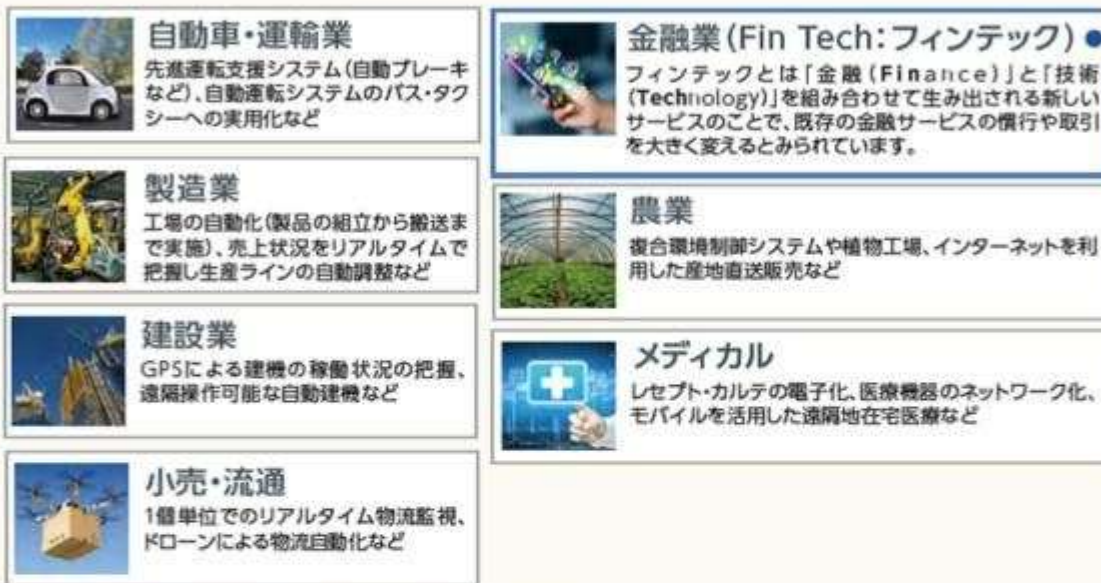 自動車・運輸業
先進運転支援システム(自動ブレーキ
など)、自動運転システムのバス・タク
シーへの実用化など
製造業
工場の自動化(製品の組立から搬送ま
で実施)、売上状況をリアルタイムで
把握し生産ラインの自動調整など
建設業
GPSによる建機の稼働状況の把握、
遠隔操作可能な自動建機など
小売・流通
1個単位でのリアルタイム物流監視、
ドローンによる物流自動化など
金融業(Fin Tech:フィンテック)
フィンテックとは「金融(Finance)」と「技術
(Technology)」を組み合わせて生み出される新しい
サービスのことで、既存の金融サービスの慣行や取引
を大きく変えるとみられています。
農業
複合環境制御システムや植物工場、インターネットを利
用した産地直送販売など
メディカル
レセプト・カルテの電子化、医療機器のネットワーク化、
モバイルを活用した遠隔地在宅医療など